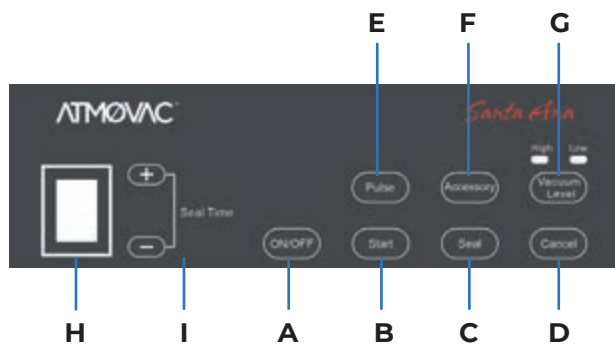 E F G
ATMOVAC Santa Ana
High Low
+
Pulse Accessory Vacuum Level
Seal Time
−
ON/OFF Start Seal Cancel
H I A B C D